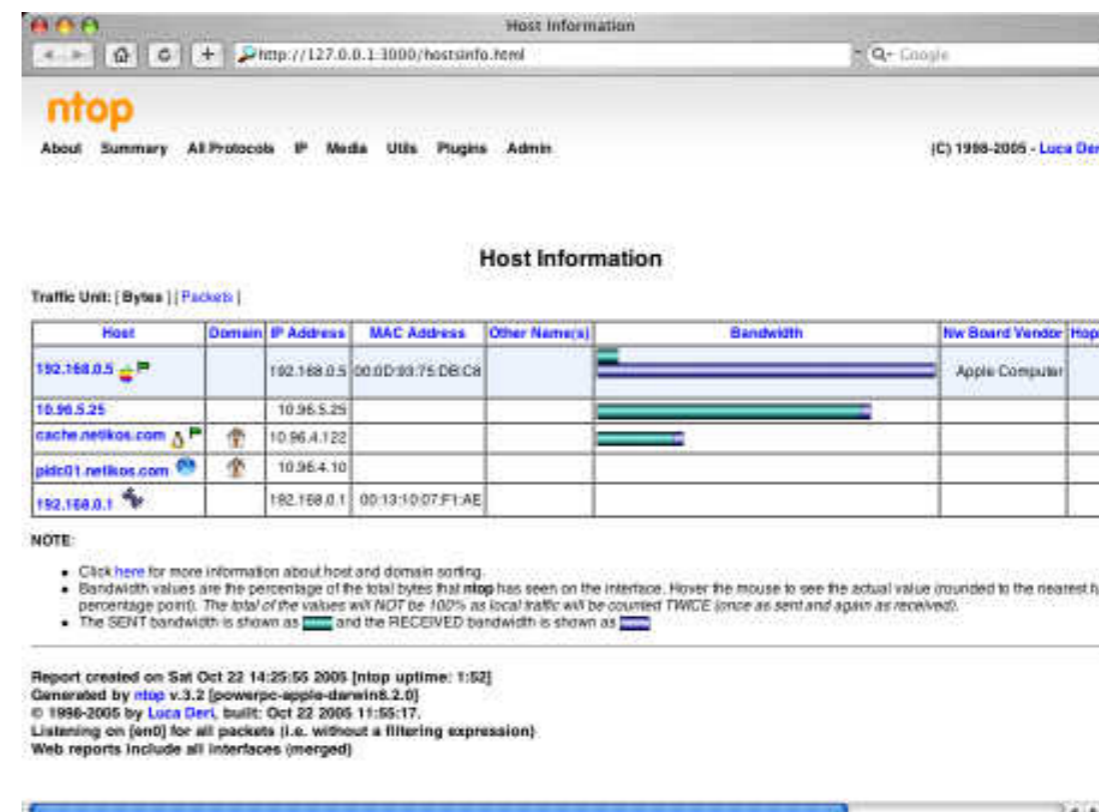 Host Information
http://127.0.0.1:3000/hostsinfo.html
Google
ntop
About Summary All Protocols IP Media Utils Plugins Admin
(C) 1998-2005 - Luca Der
Host Information
Traffic Unit: [ Bytes ] [ Packets ]
Host Domain IP Address MAC Address Other Name(s) Bandwidth Nw Board Vendor Hop
192.168.0.5 192.168.0.5 00:0D:93:75:DB:C8 Apple Computer
10.96.5.25 10.96.5.25
cache.netikos.com 10.96.4.122
pidc01.netikos.com 10.96.4.10
192.168.0.1 192.168.0.1 00:13:10:07:F1:AE
NOTE:
Click here for more information about host and domain sorting.
Bandwidth values are the percentage of the total bytes that ntop has seen on the interface. Hover the mouse to see the actual value (rounded to the nearest
percentage point). The total of the values will NOT be 100% as local traffic will be counted TWICE (once as sent and again as received).
The SENT bandwidth is shown as and the RECEIVED bandwidth is shown as
Report created on Sat Oct 22 14:25:55 2005 [ntop uptime: 1:52]
Generated by ntop v.3.2 [powerpc-apple-darwin8.2.0]
© 1998-2005 by Luca Deri, built: Oct 22 2005 11:55:17.
Listening on [en0] for all packets (i.e. without a filtering expression)
Web reports include all interfaces (merged)